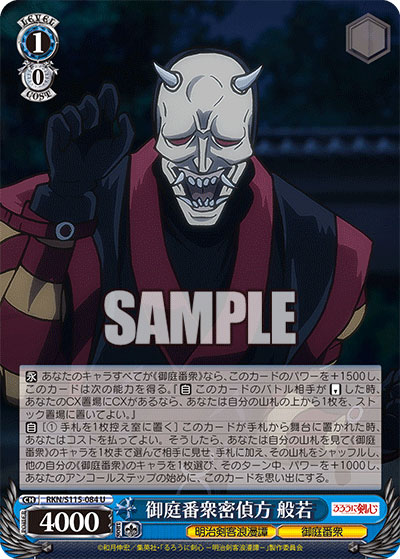 LEVEL
1
0
COST
SAMPLE
永 あなたのキャラすべてが《御庭番衆》なら、このカードのパワーを+1500し、
このカードは次の能力を得る。『自 このカードのバトル相手が した時、
あなたのCX置場にCXがあるなら、あなたは自分の山札の上から1枚を、ス
トック置場に置いてよい。』
自 [① 手札を1枚控え室に置く] このカードが手札から舞台に置かれた時、
あなたはコストを払ってよい。そうしたら、あなたは自分の山札を見て《御庭
番衆》のキャラを1枚まで選んで相手に見せ、手札に加え、その山札をシャッフルし、
他の自分の《御庭番衆》のキャラを1枚選び、そのターン中、パワーを+1000。
あなたのアンコールステップの始めに、このカドを思い出にする。
RKN/S115-084 U
4000
御庭番衆密偵方 般若
るろうに剣心
明治剣客浪漫譚
御庭番衆
©和月伸宏/集英社・「るろうに剣心 －明治剣客浪漫譚－」製作委員会